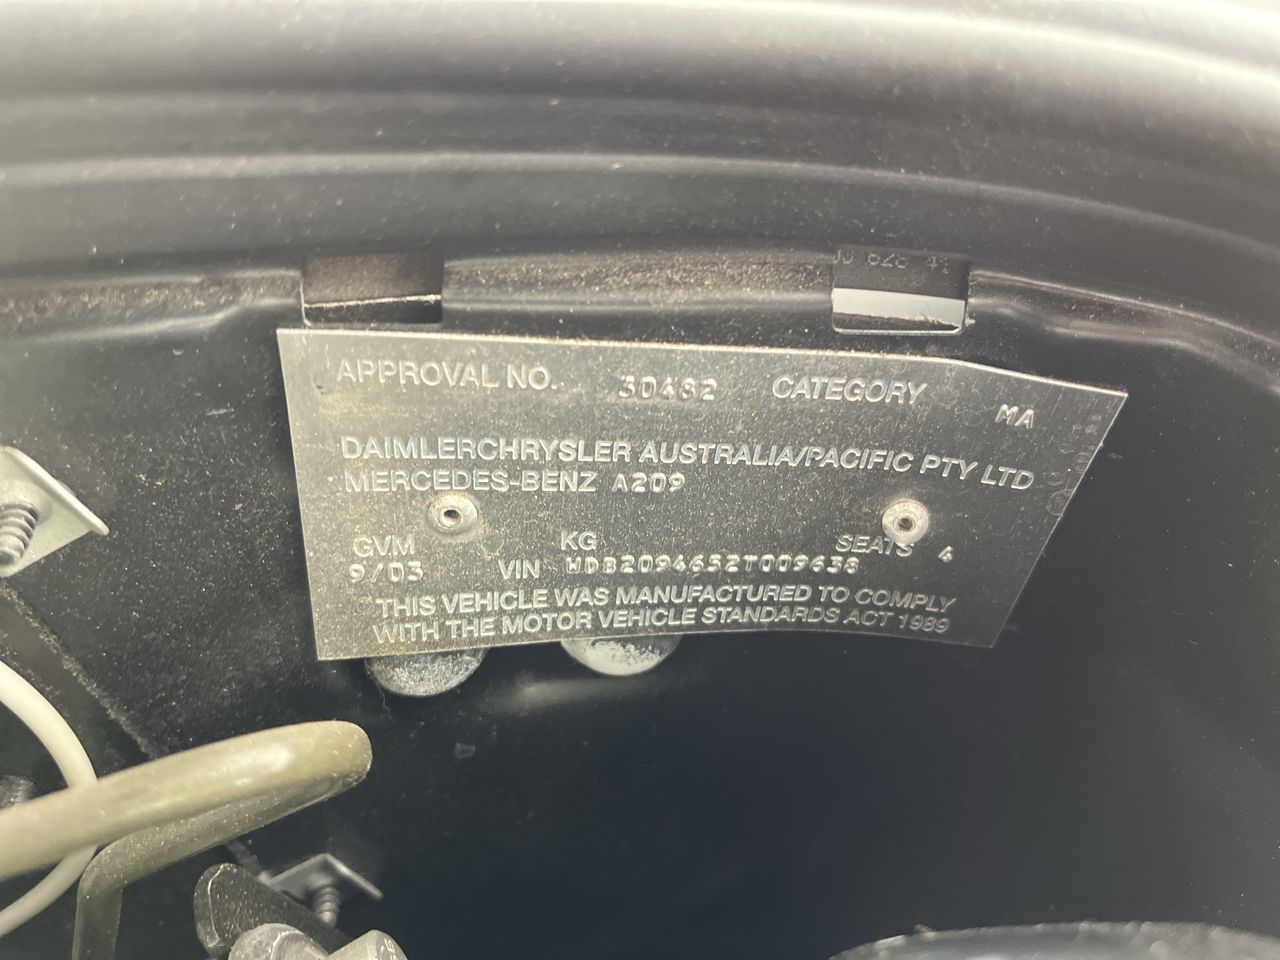 APPROVAL NO. 30482 CATEGORY MA
DAIMLERCHRYSLER AUSTRALIA/PACIFIC PTY LTD
MERCEDES-BENZ A209
GVM KG SEATS 4
9/03 VIN WDB2094652T009638
THIS VEHICLE WAS MANUFACTURED TO COMPLY
WITH THE MOTOR VEHICLE STANDARDS ACT 1989